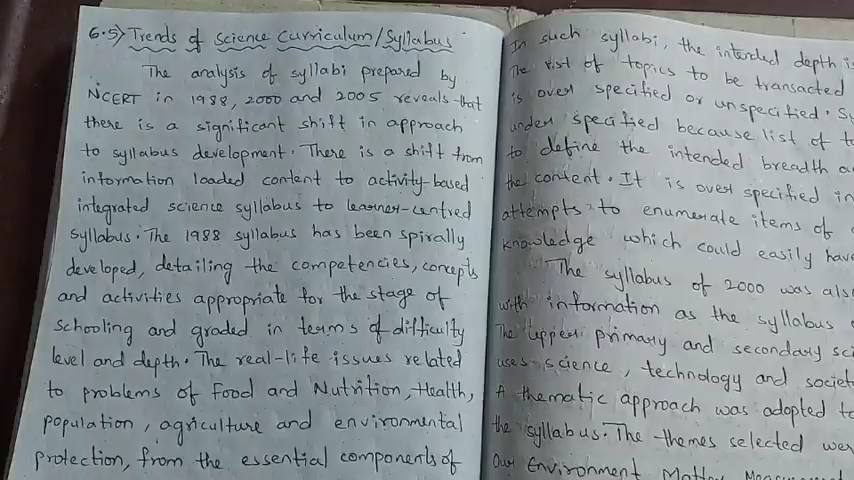 6.5) Trends of Science Curriculum/Syllabus
The analysis of syllabi prepared by
NCERT in 1988, 2000 and 2005 reveals that
there is a significant shift in approach
to syllabus development. There is a shift from
information loaded content to activity-based
integrated science syllabus to learner-centred
syllabus. The 1988 syllabus has been spirally
developed, detailing the competencies, concepts
and activities appropriate for the stage of
schooling and graded in terms of difficulty
level and depth. The real-life issues related
to problems of Food and Nutrition, Health,
population, agriculture and environmental
protection, from the essential components of
In such syllabi, the intended depth is
The list of topics to be transacted
is over specified or unspecified. Sy
under specified because list of to
to define the intended breadth a
the content. It is over specified in
attempts to enumerate items of
knowledge which could easily have
The syllabus of 2000 was als
with information as the syllabus
The upper primary and secondary sci
uses science, technology and societ
A thematic approach was adopted to
the syllabus. The themes selected wer
Our Environment